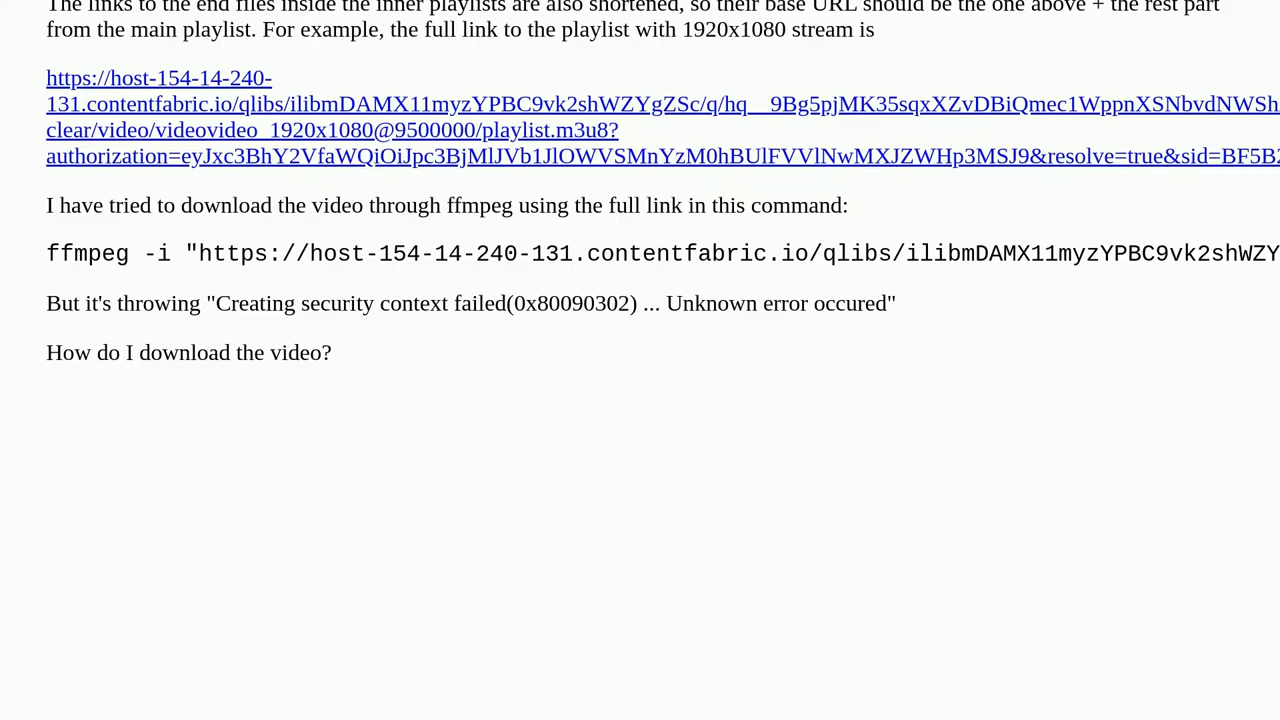 The links to the end files inside the inner playlists are also shortened, so their base URL should be the one above + the rest part
from the main playlist. For example, the full link to the playlist with 1920x1080 stream is
https://host-154-14-240-
131.contentfabric.io/qlibs/ilibmDAMX11myzYPBC9vk2shWZYgZSc/q/hq__9Bg5pjMK35sqxXZvDBiQmec1WppnXSNbvdNWSh
clear/video/videovideo_1920x1080@9500000/playlist.m3u8?
authorization=eyJxc3BhY2VfaWQiOiJpc3BjMlJVb1JlOWVSMnYzM0hBUlFVVlNwMXJZWHp3MSJ9&resolve=true&sid=BF5B2
I have tried to download the video through ffmpeg using the full link in this command:
ffmpeg -i "https://host-154-14-240-131.contentfabric.io/qlibs/ilibmDAMX11myzYPBC9vk2shWZY
But it's throwing "Creating security context failed(0x80090302) ... Unknown error occured"
How do I download the video?